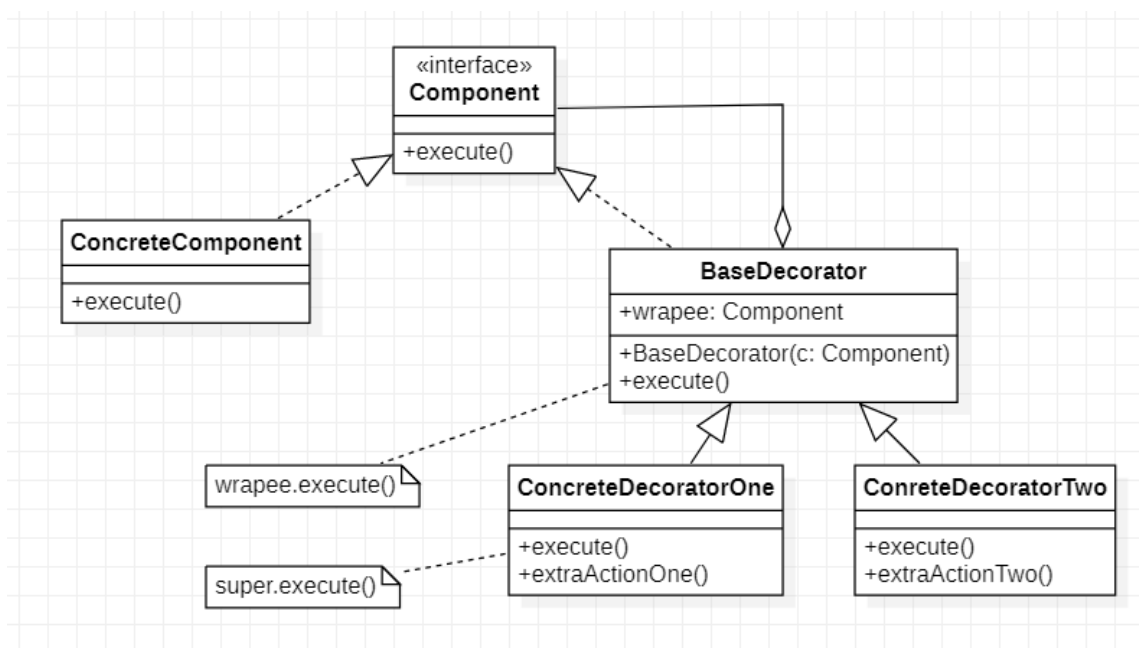 «interface»
Component
+execute()
ConcreteComponent
+execute()
BaseDecorator
+wrapee: Component
+BaseDecorator(c: Component)
+execute()
wrapee.execute()
super.execute()
ConcreteDecoratorOne
+execute()
+extraActionOne()
ConreteDecoratorTwo
+execute()
+extraActionTwo()